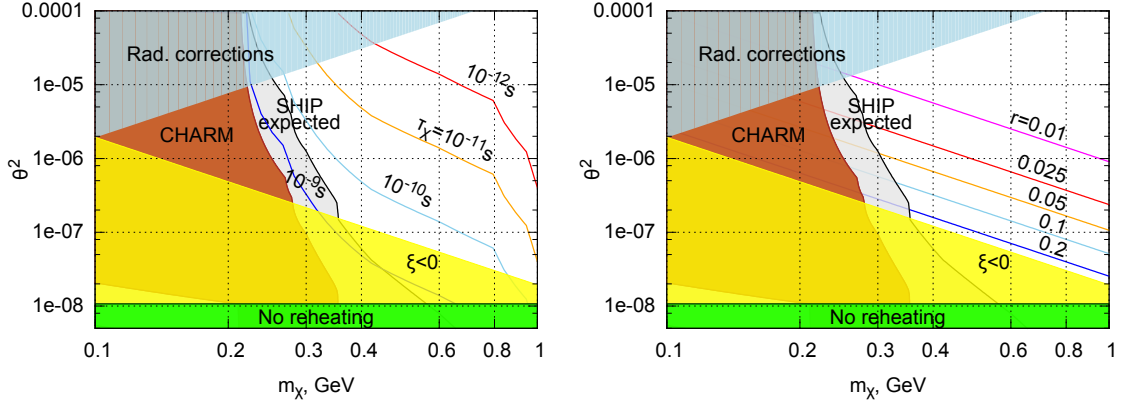 0.0001
Rad. corrections
10⁻¹²s
1e-05
SHIP
expected
CHARM
τχ=10⁻¹¹s
θ²
1e-06
10⁻⁹s
10⁻¹⁰s
1e-07
ξ<0
1e-08
No reheating
0.1
0.2
0.3
0.4
0.6
0.8
1
mχ, GeV
0.0001
Rad. corrections
1e-05
SHIP
expected
r=0.01
CHARM
θ²
1e-06
0.025
0.05
0.1
1e-07
0.2
ξ<0
1e-08
No reheating
0.1
0.2
0.3
0.4
0.6
0.8
1
mχ, GeV